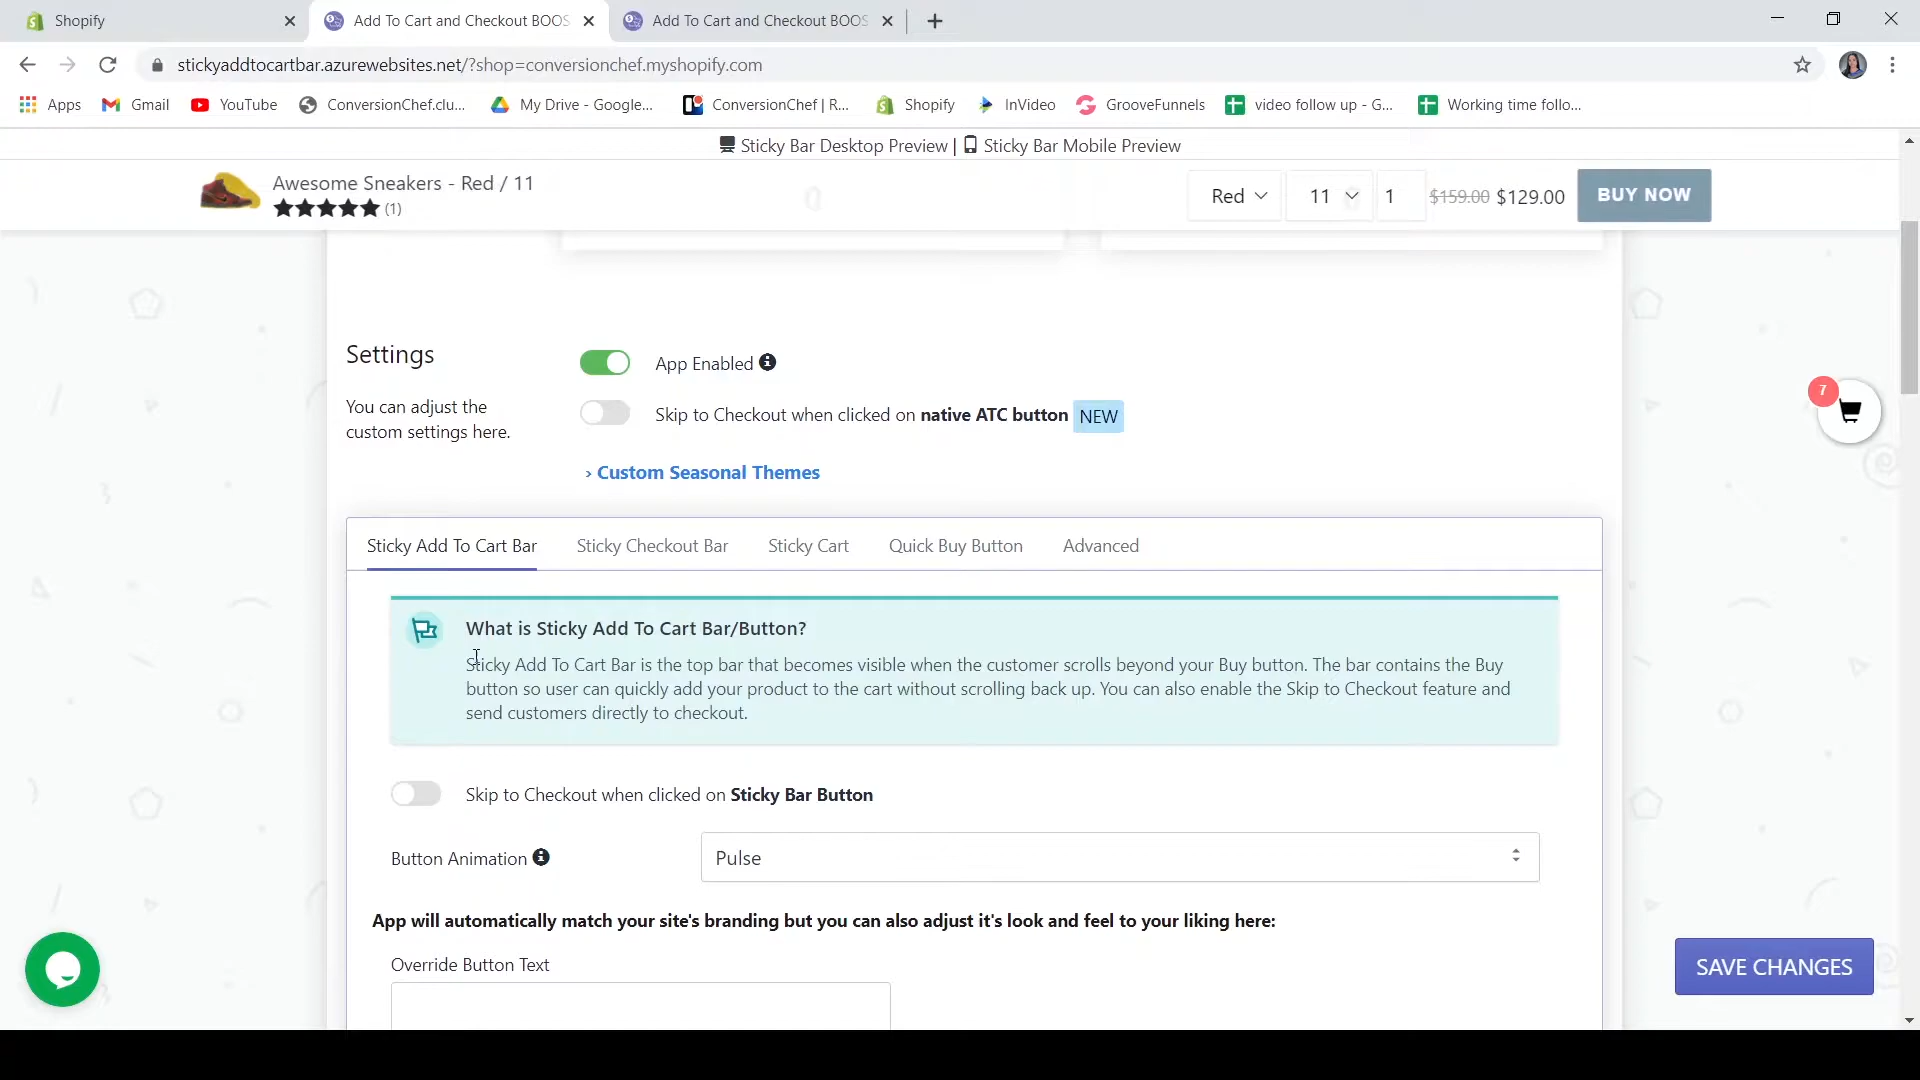 Shopify
Add To Cart and Checkout BOOS
Add To Cart and Checkout BOOS
stickyaddtocartbar.azurewebsites.net/?shop=conversionchef.myshopify.com
Apps
Gmail
YouTube
ConversionChef.clu...
My Drive - Google...
ConversionChef | R...
Shopify
InVideo
GrooveFunnels
video follow up - G...
Working time follo...
Sticky Bar Desktop Preview | Sticky Bar Mobile Preview
Awesome Sneakers - Red / 11
(1)
Red
11
1
$159.00 $129.00
BUY NOW
Settings
You can adjust the
custom settings here.
App Enabled
Skip to Checkout when clicked on native ATC button NEW
› Custom Seasonal Themes
7
Sticky Add To Cart Bar
Sticky Checkout Bar
Sticky Cart
Quick Buy Button
Advanced
What is Sticky Add To Cart Bar/Button?
Sticky Add To Cart Bar is the top bar that becomes visible when the customer scrolls beyond your Buy button. The bar contains the Buy
button so user can quickly add your product to the cart without scrolling back up. You can also enable the Skip to Checkout feature and
send customers directly to checkout.
Skip to Checkout when clicked on Sticky Bar Button
Button Animation
Pulse
App will automatically match your site's branding but you can also adjust it's look and feel to your liking here:
Override Button Text
SAVE CHANGES